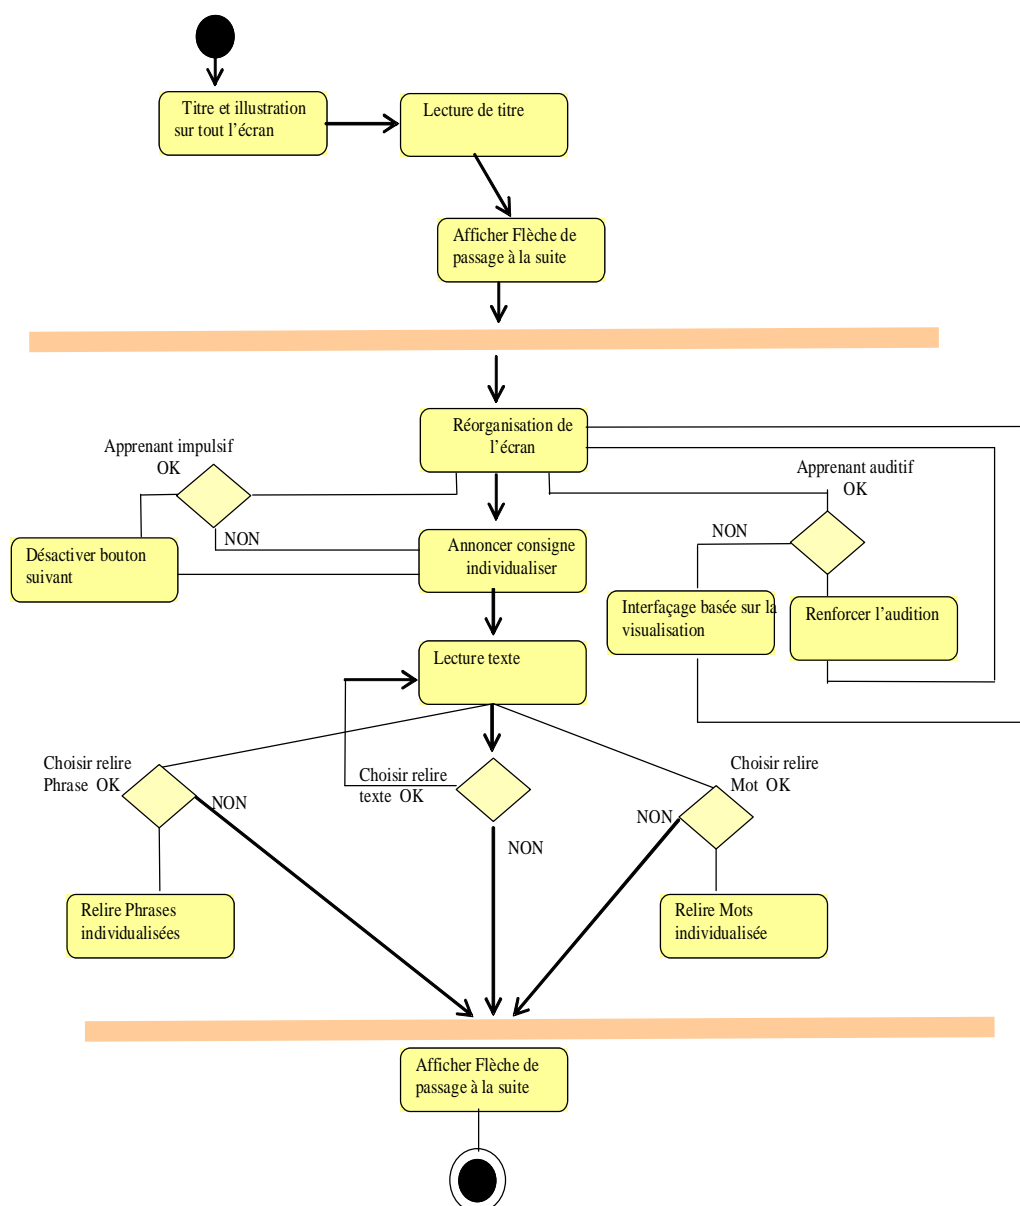 Titre et illustration
sur tout l'écran
Lecture de titre
Afficher Flèche de
passage à la suite
Réorganisation de
l'écran
Apprenant impulsif
OK
Apprenant auditif
OK
NON
NON
Désactiver bouton
suivant
Annoncer consigne
individualiser
Interfaçage basée sur la
visualisation
Renforcer l'audition
Lecture texte
Choisir relire
Phrase OK
Choisir relire
texte OK
Choisir relire
Mot OK
NON
NON
NON
Relire Phrases
individualisées
Relire Mots
individualisée
Afficher Flèche de
passage à la suite